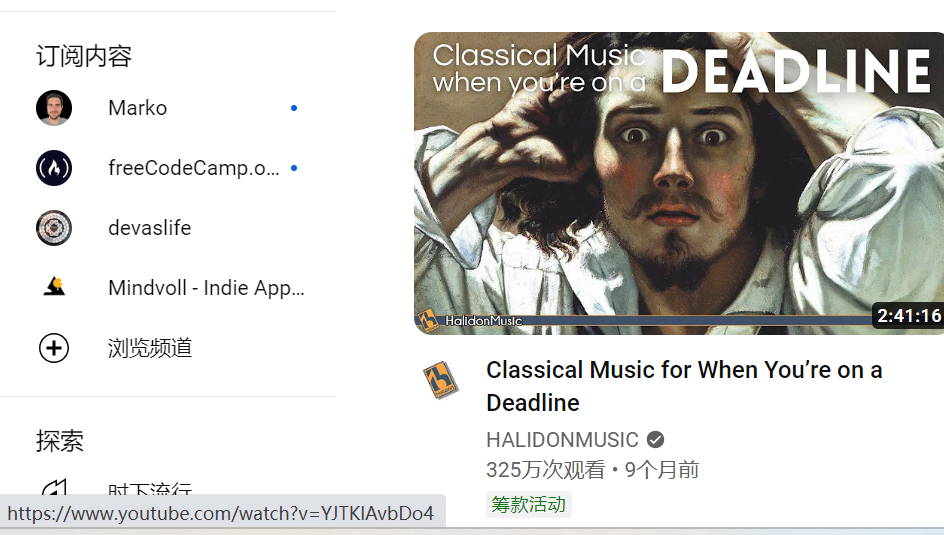 订阅内容
Marko
freeCodeCamp.o...
devaslife
Mindvoll - Indie App...
浏览频道
探索
时下流行
https://www.youtube.com/watch?v=YJTKlAvbDo4
Classical Music
when you're on a
DEADLINE
HalidonMusic
2:41:16
Classical Music for When You’re on a
Deadline
HALIDONMUSIC
325万次观看 • 9个月前
筹款活动